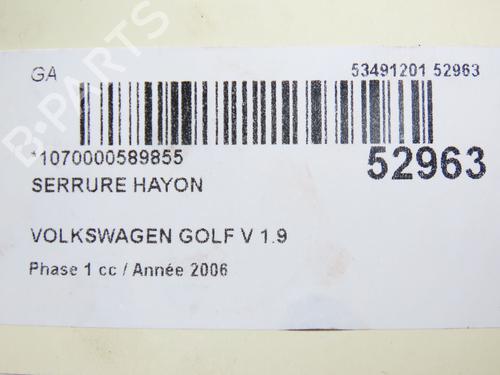 GA
53491201 52963
*1070000589855
52963
SERRURE HAYON
VOLKSWAGEN GOLF V 1.9
Phase 1 cc / Année 2006
B-PARTS